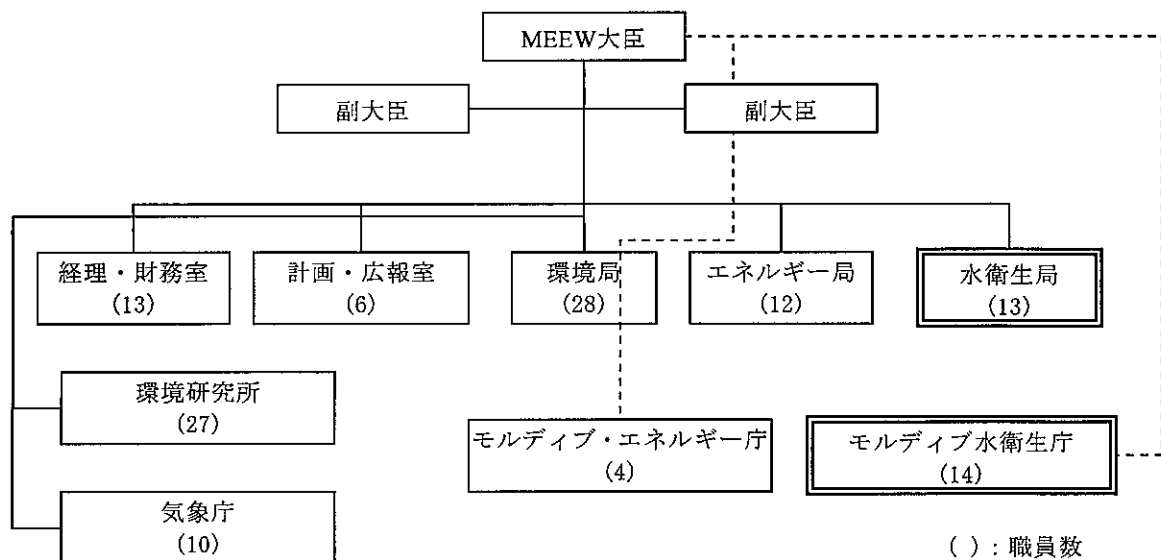 MEEW大臣
副大臣
副大臣
経理・財務室
(13)
計画・広報室
(6)
環境局
(28)
エネルギー局
(12)
水衛生局
(13)
環境研究所
(27)
モルディブ・エネルギー庁
(4)
モルディブ水衛生庁
(14)
気象庁
(10)
( ) : 職員数